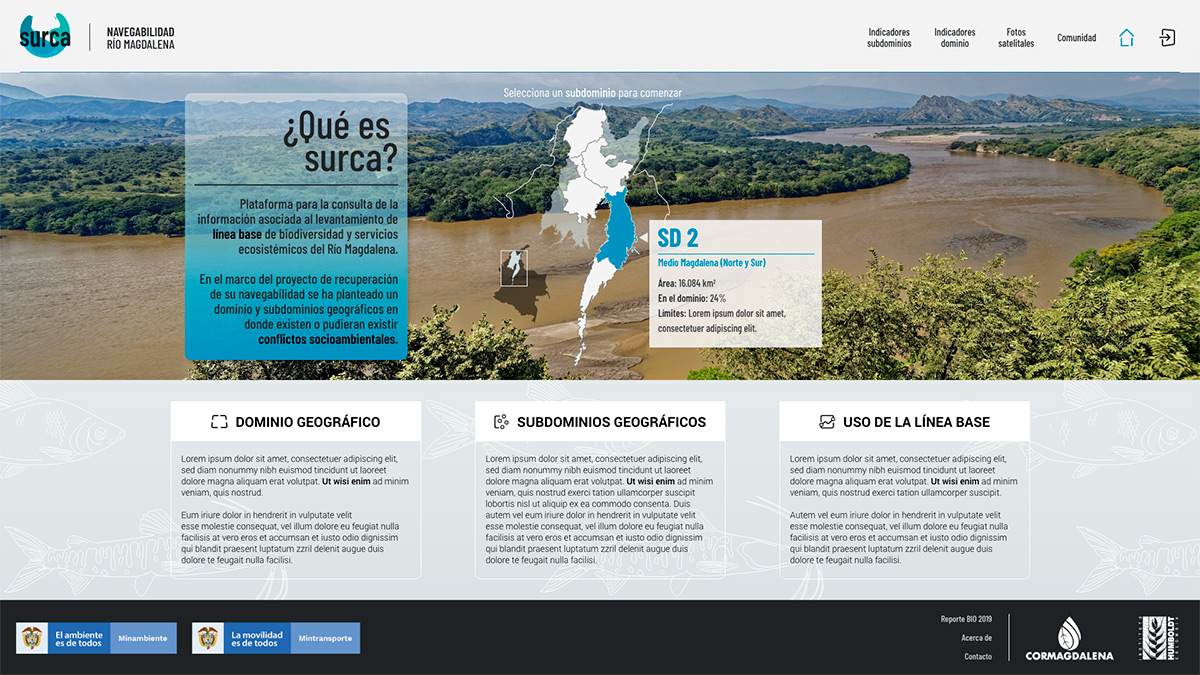 surca
NAVEGABILIDAD
RÍO MAGDALENA
Indicadores
subdominios
Indicadores
dominio
Fotos
satelitales
Comunidad
Selecciona un subdominio para comenzar
¿Qué es
surca?
Plataforma para la consulta de la
información asociada al levantamiento de
línea base de biodiversidad y servicios
ecosistémicos del Río Magdalena.
En el marco del proyecto de recuperación
de su navegabilidad se ha planteado un
dominio y subdominios geográficos en
donde existen o pudieran existir
conflictos socioambientales.
SD 2
Medio Magdalena (Norte y Sur)
Área: 16.084 km²
En el dominio: 24%
Límites: Lorem ipsum dolor sit amet,
consectetuer adipiscing elit.
DOMINIO GEOGRÁFICO
Lorem ipsum dolor sit amet, consectetuer adipiscing elit,
sed diam nonummy nibh euismod tincidunt ut laoreet
dolore magna aliquam erat volutpat. Ut wisi enim ad minim
veniam, quis nostrud.
Eum iriure dolor in hendrerit in vulputate velit
esse molestie consequat, vel illum dolore eu feugiat nulla
facilisis at vero eros et accumsan et iusto odio dignissim
qui blandit praesent luptatum zzril delenit augue duis
dolore te feugait nulla facilisi.
SUBDOMINIOS GEOGRÁFICOS
Lorem ipsum dolor sit amet, consectetuer adipiscing elit,
sed diam nonummy nibh euismod tincidunt ut laoreet
dolore magna aliquam erat volutpat. Ut wisi enim ad minim
veniam, quis nostrud exerci tation ullamcorper suscipit
lobortis nisl ut aliquip ex ea commodo consenta. Duis
autem vel eum iriure dolor in hendrerit in vulputate velit
esse molestie consequat, vel illum dolore eu feugiat nulla
facilisis at vero eros et accumsan et iusto odio dignissim
qui blandit praesent luptatum zzril delenit augue duis
dolore te feugait nulla facilisi.
USO DE LA LÍNEA BASE
Lorem ipsum dolor sit amet, consectetuer adipiscing elit,
sed diam nonummy nibh euismod tincidunt ut laoreet
dolore magna aliquam erat volutpat. Ut wisi enim ad minim
veniam, quis nostrud exerci tation ullamcorper suscipit.
Autem vel eum iriure dolor in hendrerit in vulputate velit
esse molestie consequat, vel illum dolore eu feugiat nulla
facilisis at vero eros et accumsan et iusto odio dignissim
qui blandit praesent luptatum zzril delenit augue duis
dolore te feugait nulla facilisi.
El ambiente
es de todos
Minambiente
La movilidad
es de todos
Mintransporte
Reporte BIO 2019
Acerca de
Contacto
CORMAGDALENA
HUMBOLDT